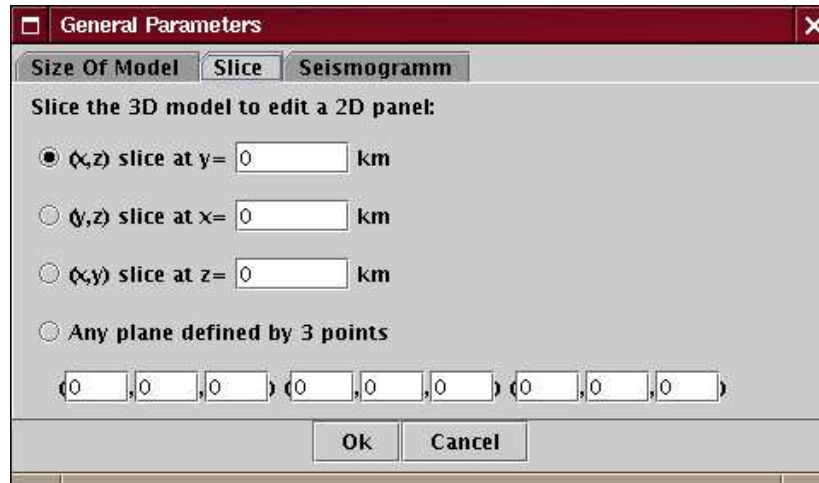 General Parameters
Size Of Model Slice Seismogramm
Slice the 3D model to edit a 2D panel:
(x,z) slice at y= 0 km
(y,z) slice at x= 0 km
(x,y) slice at z= 0 km
Any plane defined by 3 points
(0 ,0 ,0 ) (0 ,0 ,0 ) (0 ,0 ,0 )
Ok Cancel